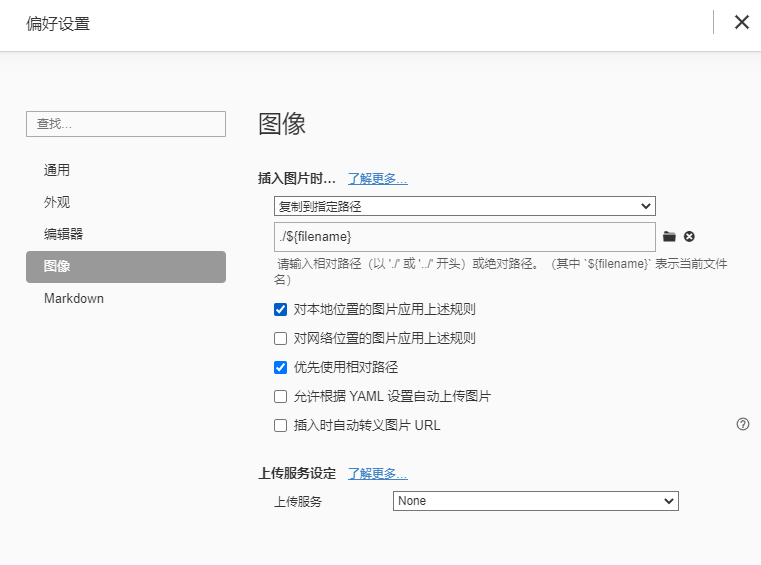 偏好设置
查找...
通用
外观
编辑器
图像
Markdown
图像
插入图片时… 了解更多…
复制到指定路径
./${filename}
请输入相对路径（以 './' 或 '../' 开头）或绝对路径。（其中 `${filename}` 表示当前文件
名）
对本地位置的图片应用上述规则
对网络位置的图片应用上述规则
优先使用相对路径
允许根据 YAML 设置自动上传图片
插入时自动转义图片 URL
上传服务设定 了解更多…
上传服务 None